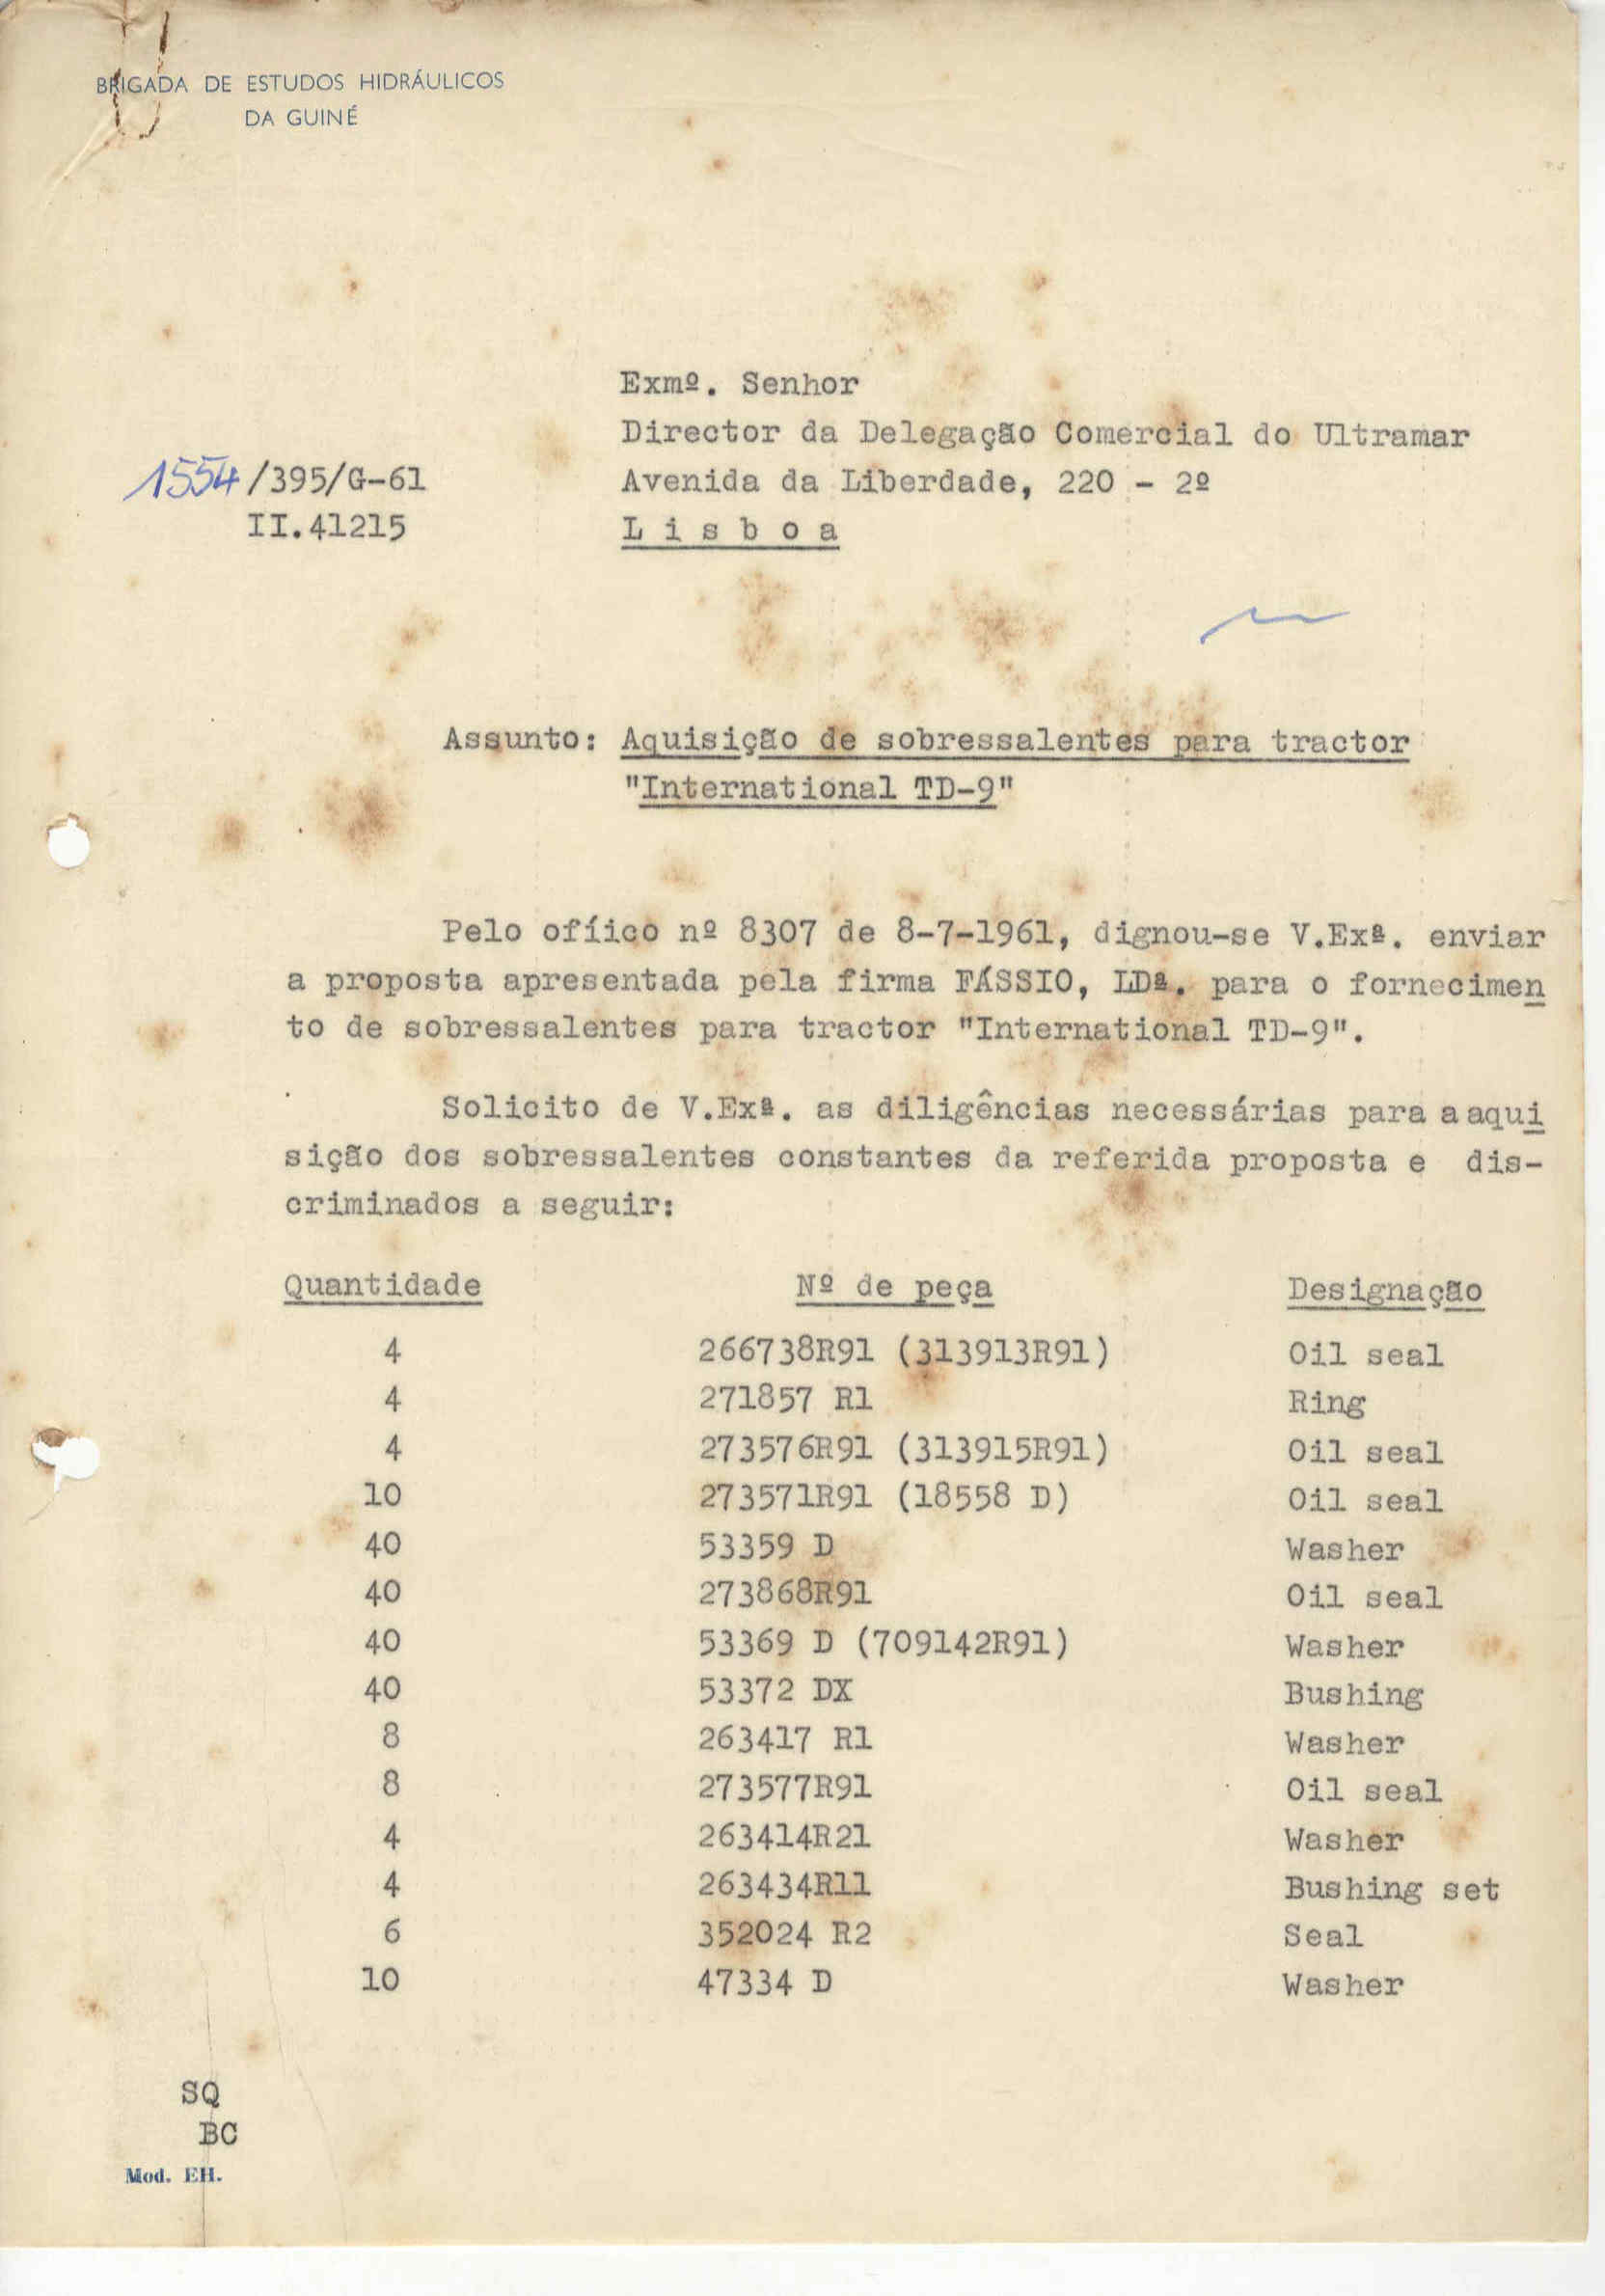 BRIGADA DE ESTUDOS HIDRÁULICOS
DA GUINÉ
Exmº. Senhor
Director da Delegação Comercial do Ultramar
1554/395/G-61
Avenida da Liberdade, 220 - 2º
II.41215
L i s b o a
Assunto: Aquisição de sobressalentes para tractor
"International TD-9"
Pelo ofíico nº 8307 de 8-7-1961, dignou-se V.Exª. enviar
a proposta apresentada pela firma FÁSSIO, LDª. para o fornecimen
to de sobressalentes para tractor "International TD-9".
Solicito de V.Exª. as diligências necessárias para a aqui
sição dos sobressalentes constantes da referida proposta e dis-
criminados a seguir:
Quantidade Nº de peça Designação
4 266738R91 (313913R91) Oil seal
4 271857 R1 Ring
4 273576R91 (313915R91) Oil seal
10 273571R91 (18558 D) Oil seal
40 53359 D Washer
40 273868R91 Oil seal
40 53369 D (709142R91) Washer
40 53372 DX Bushing
8 263417 R1 Washer
8 273577R91 Oil seal
4 263414R21 Washer
4 263434R11 Bushing set
6 352024 R2 Seal
10 47334 D Washer
SQ
BC
Mod. EH.